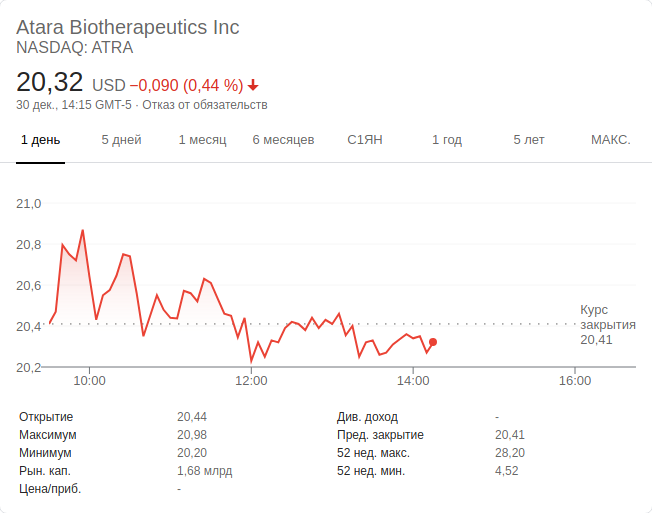 Atara Biotherapeutics Inc
NASDAQ: ATRA
20,32 USD −0,090 (0,44 %)
30 дек., 14:15 GMT-5 · Отказ от обязательств
1 день 5 дней 1 месяц 6 месяцев С1ЯН 1 год 5 лет МАКС.
21,0
20,8
20,6
20,4
20,2
Курс
закрытия
20,41
10:00 12:00 14:00 16:00
Открытие 20,44 Див. доход -
Максимум 20,98 Пред. закрытие 20,41
Минимум 20,20 52 нед. макс. 28,20
Рын. кап. 1,68 млрд 52 нед. мин. 4,52
Цена/приб. -